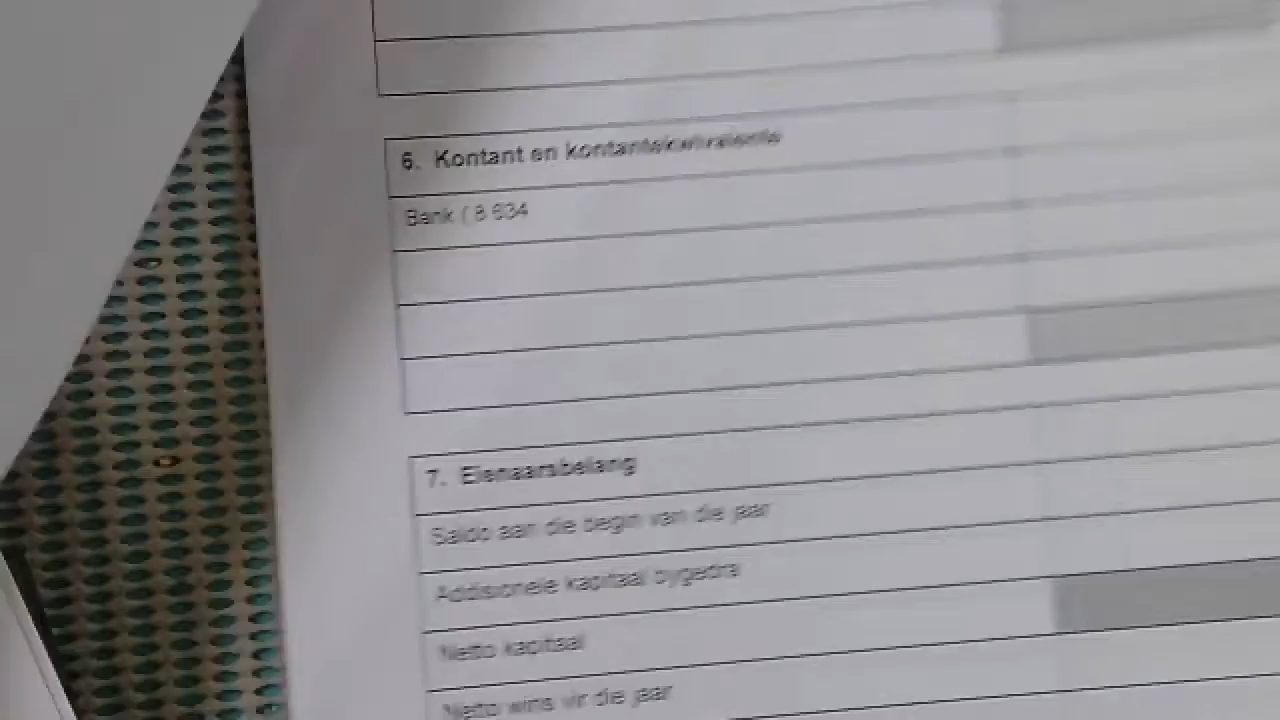 6. Kontant en kontantekwivalente
Bank ( 8 634
7. Eienaarsbelang
Saldo aan die begin van die jaar
Addisionele kapitaal bygedra
Netto kapitaal
Netto wins vir die jaar